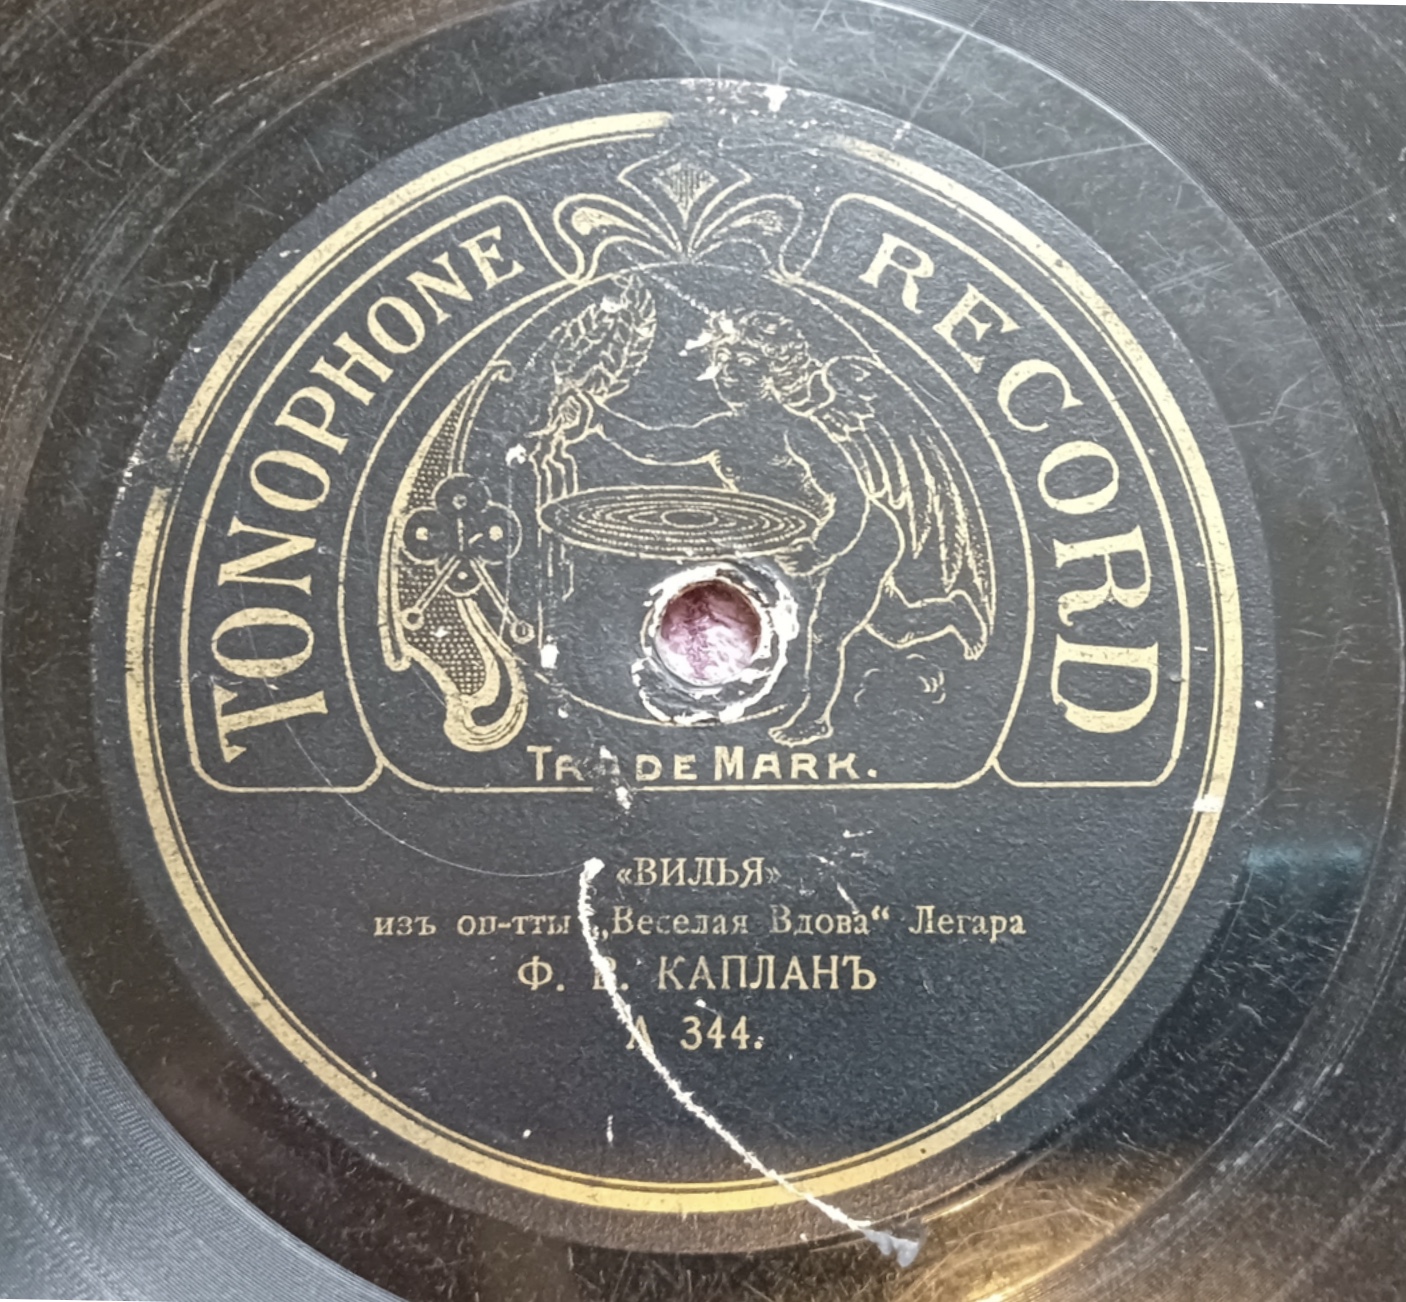 TONOPHONE RECORD
TRADE MARK.
«ВИЛЬЯ»
изъ оп-тты „Веселая Вдова“ Легара
Ф. В. КАПЛАНЪ
А 344.